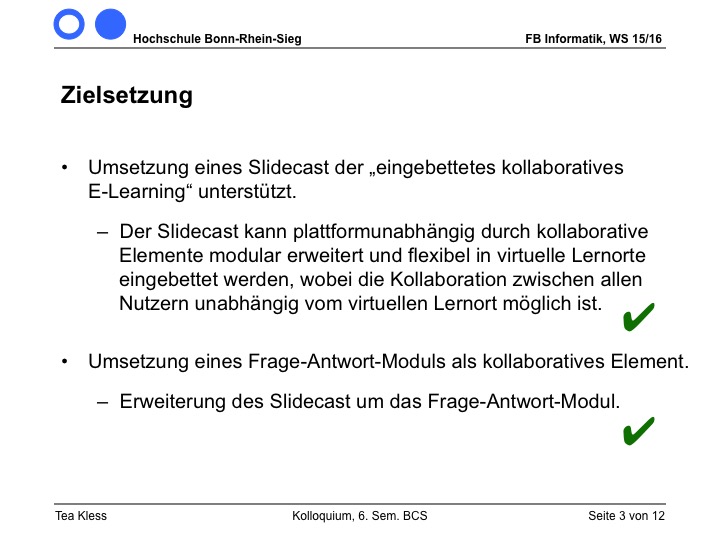 Hochschule Bonn-Rhein-Sieg FB Informatik, WS 15/16
Zielsetzung
• Umsetzung eines Slidecast der „eingebettetes kollaboratives
E-Learning“ unterstützt.
– Der Slidecast kann plattformunabhängig durch kollaborative
Elemente modular erweitert und flexibel in virtuelle Lernorte
eingebettet werden, wobei die Kollaboration zwischen allen
Nutzern unabhängig vom virtuellen Lernort möglich ist.
• Umsetzung eines Frage-Antwort-Moduls als kollaboratives Element.
– Erweiterung des Slidecast um das Frage-Antwort-Modul.
Tea Kless Kolloquium, 6. Sem. BCS Seite 3 von 12